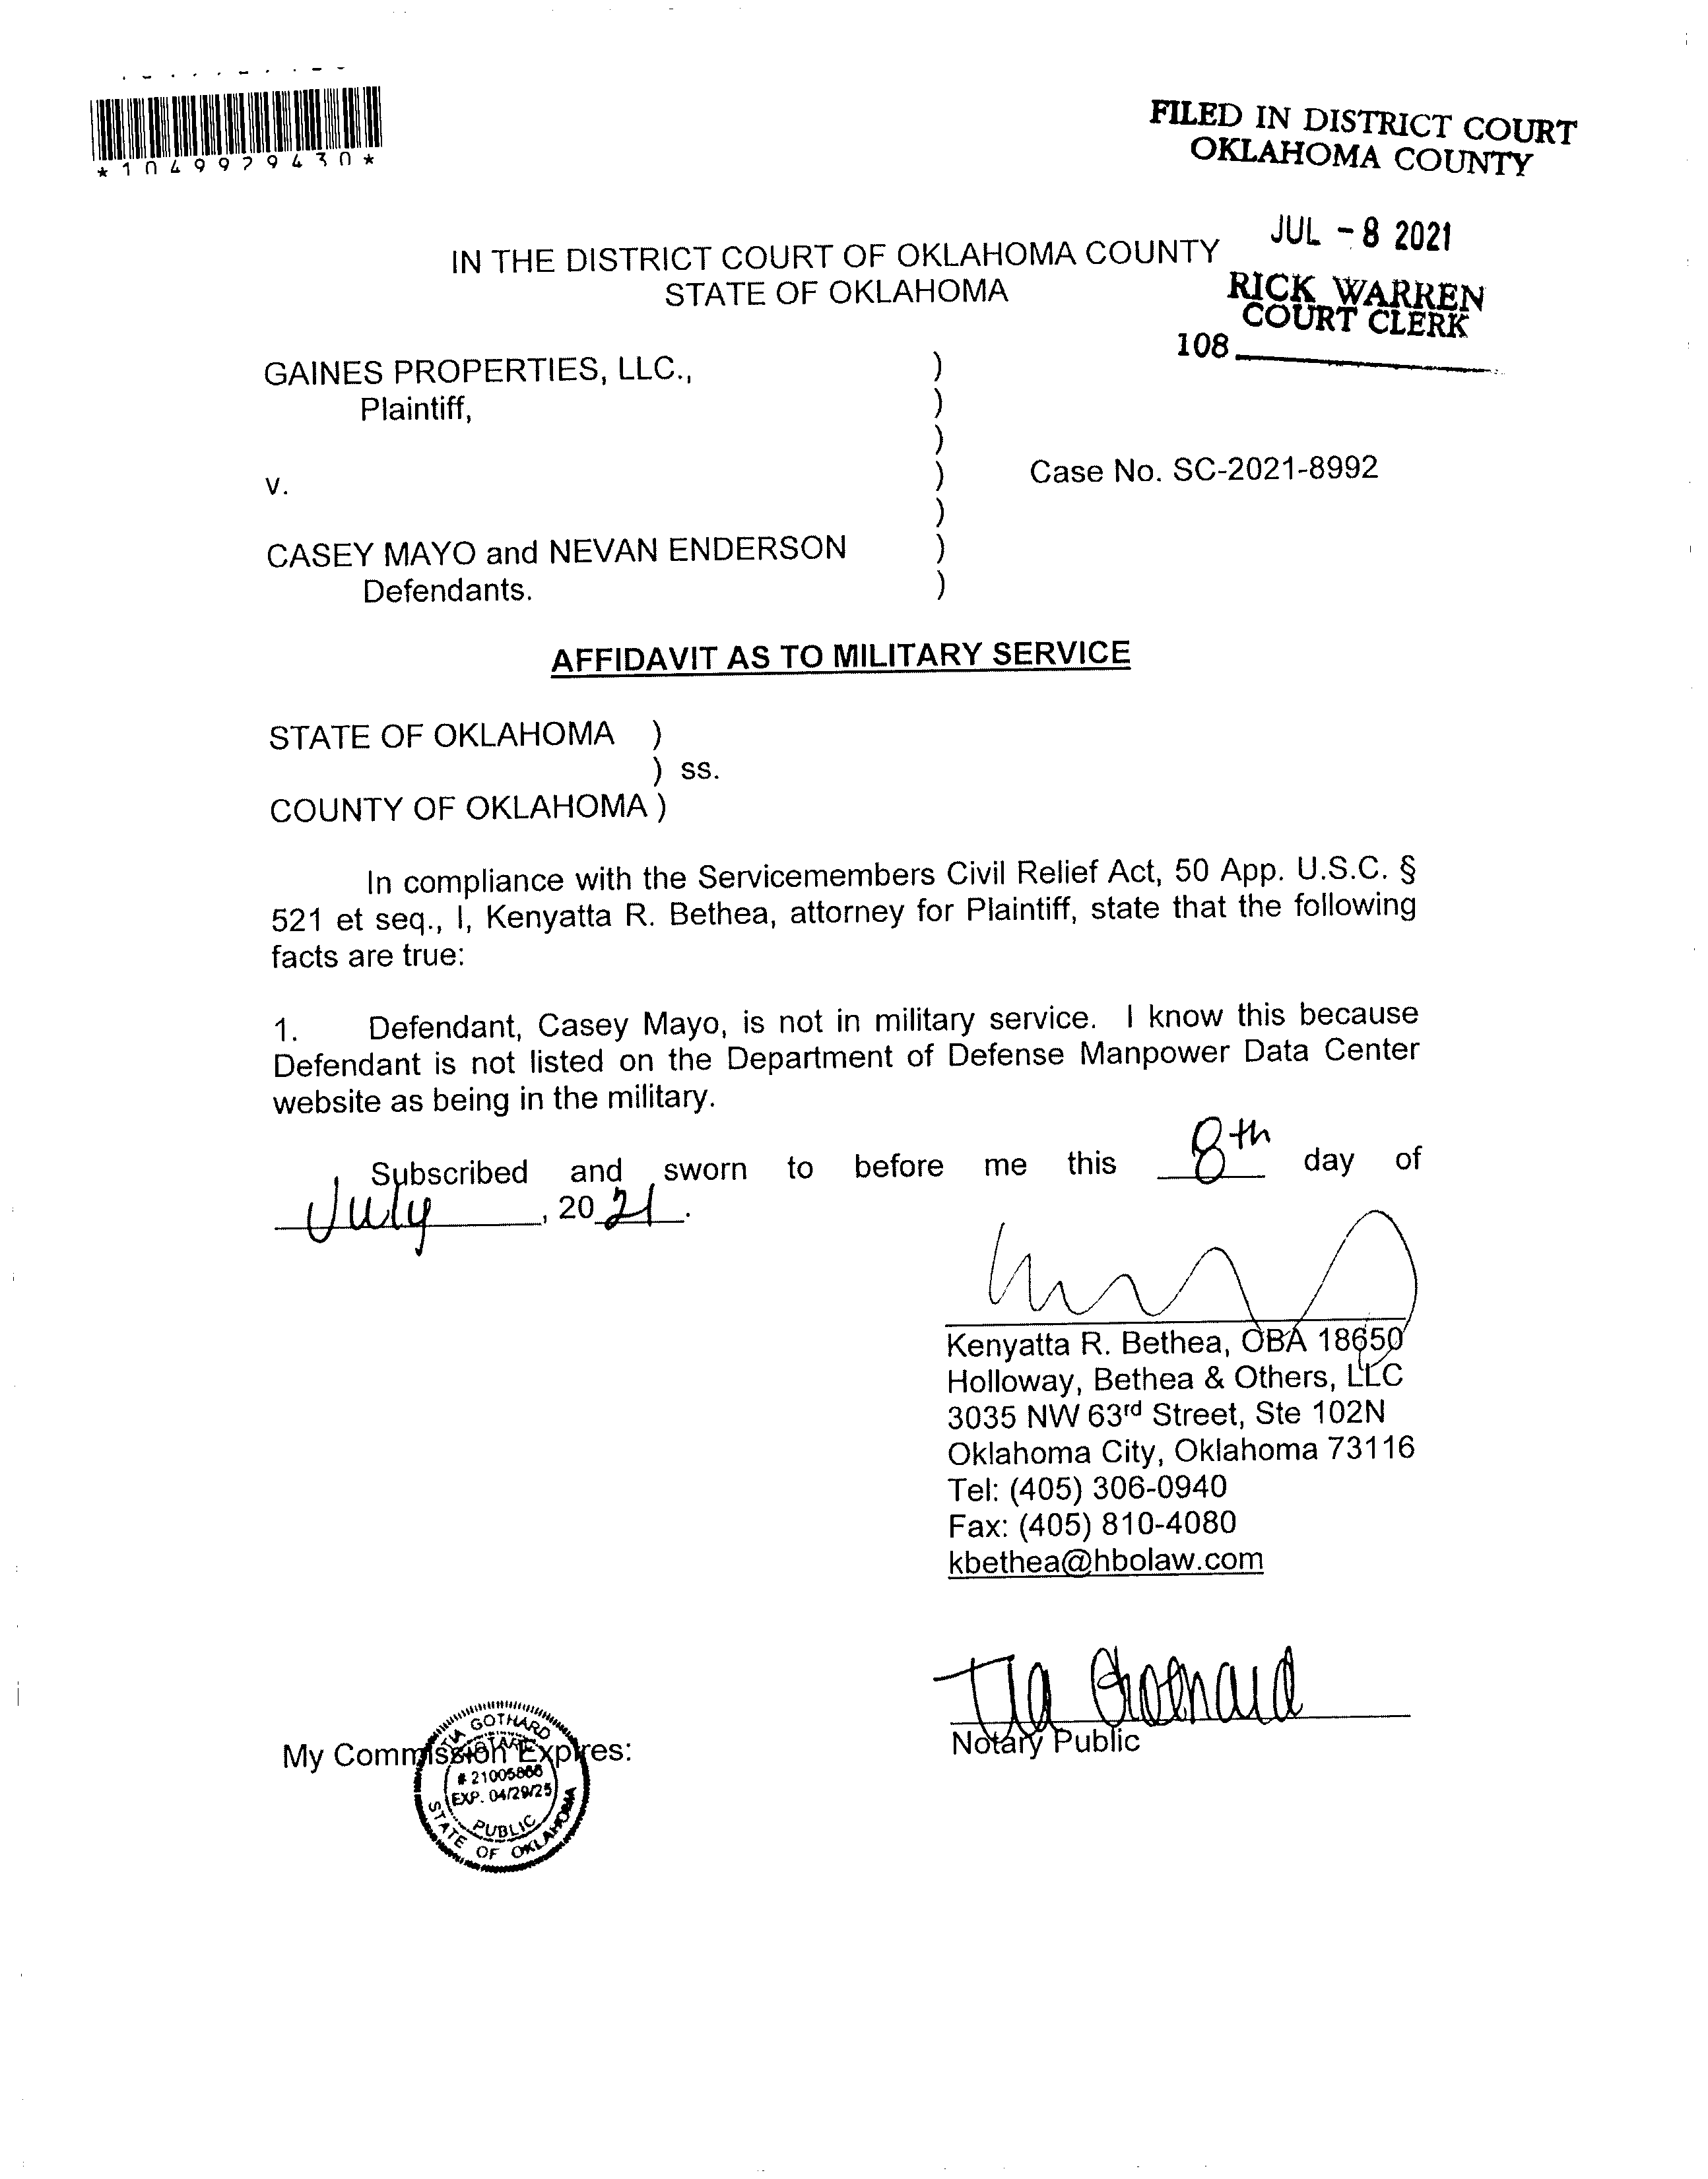 *1049929430*
FILED IN DISTRICT COURT
OKLAHOMA COUNTY
JUL - 8 2021
RICK WARREN
COURT CLERK
108
IN THE DISTRICT COURT OF OKLAHOMA COUNTY
STATE OF OKLAHOMA
GAINES PROPERTIES, LLC., )
Plaintiff, )
)
v. ) Case No. SC-2021-8992
)
CASEY MAYO and NEVAN ENDERSON )
Defendants. )
AFFIDAVIT AS TO MILITARY SERVICE
STATE OF OKLAHOMA )
) ss.
COUNTY OF OKLAHOMA )
In compliance with the Servicemembers Civil Relief Act, 50 App. U.S.C. §
521 et seq., I, Kenyatta R. Bethea, attorney for Plaintiff, state that the following
facts are true:
1. Defendant, Casey Mayo, is not in military service. I know this because
Defendant is not listed on the Department of Defense Manpower Data Center
website as being in the military.
Subscribed and sworn to before me this 8th day of
July, 2021.
Kenyatta R. Bethea, OBA 18650
Holloway, Bethea & Others, LLC
3035 NW 63rd Street, Ste 102N
Oklahoma City, Oklahoma 73116
Tel: (405) 306-0940
Fax: (405) 810-4080
kbethea@hbolaw.com
Tia Gothard
Notary Public
My Commission Expires:
TIA GOTHARD
NOTARY
# 21005868
EXP. 04/29/25
PUBLIC
STATE OF OKLAHOMA